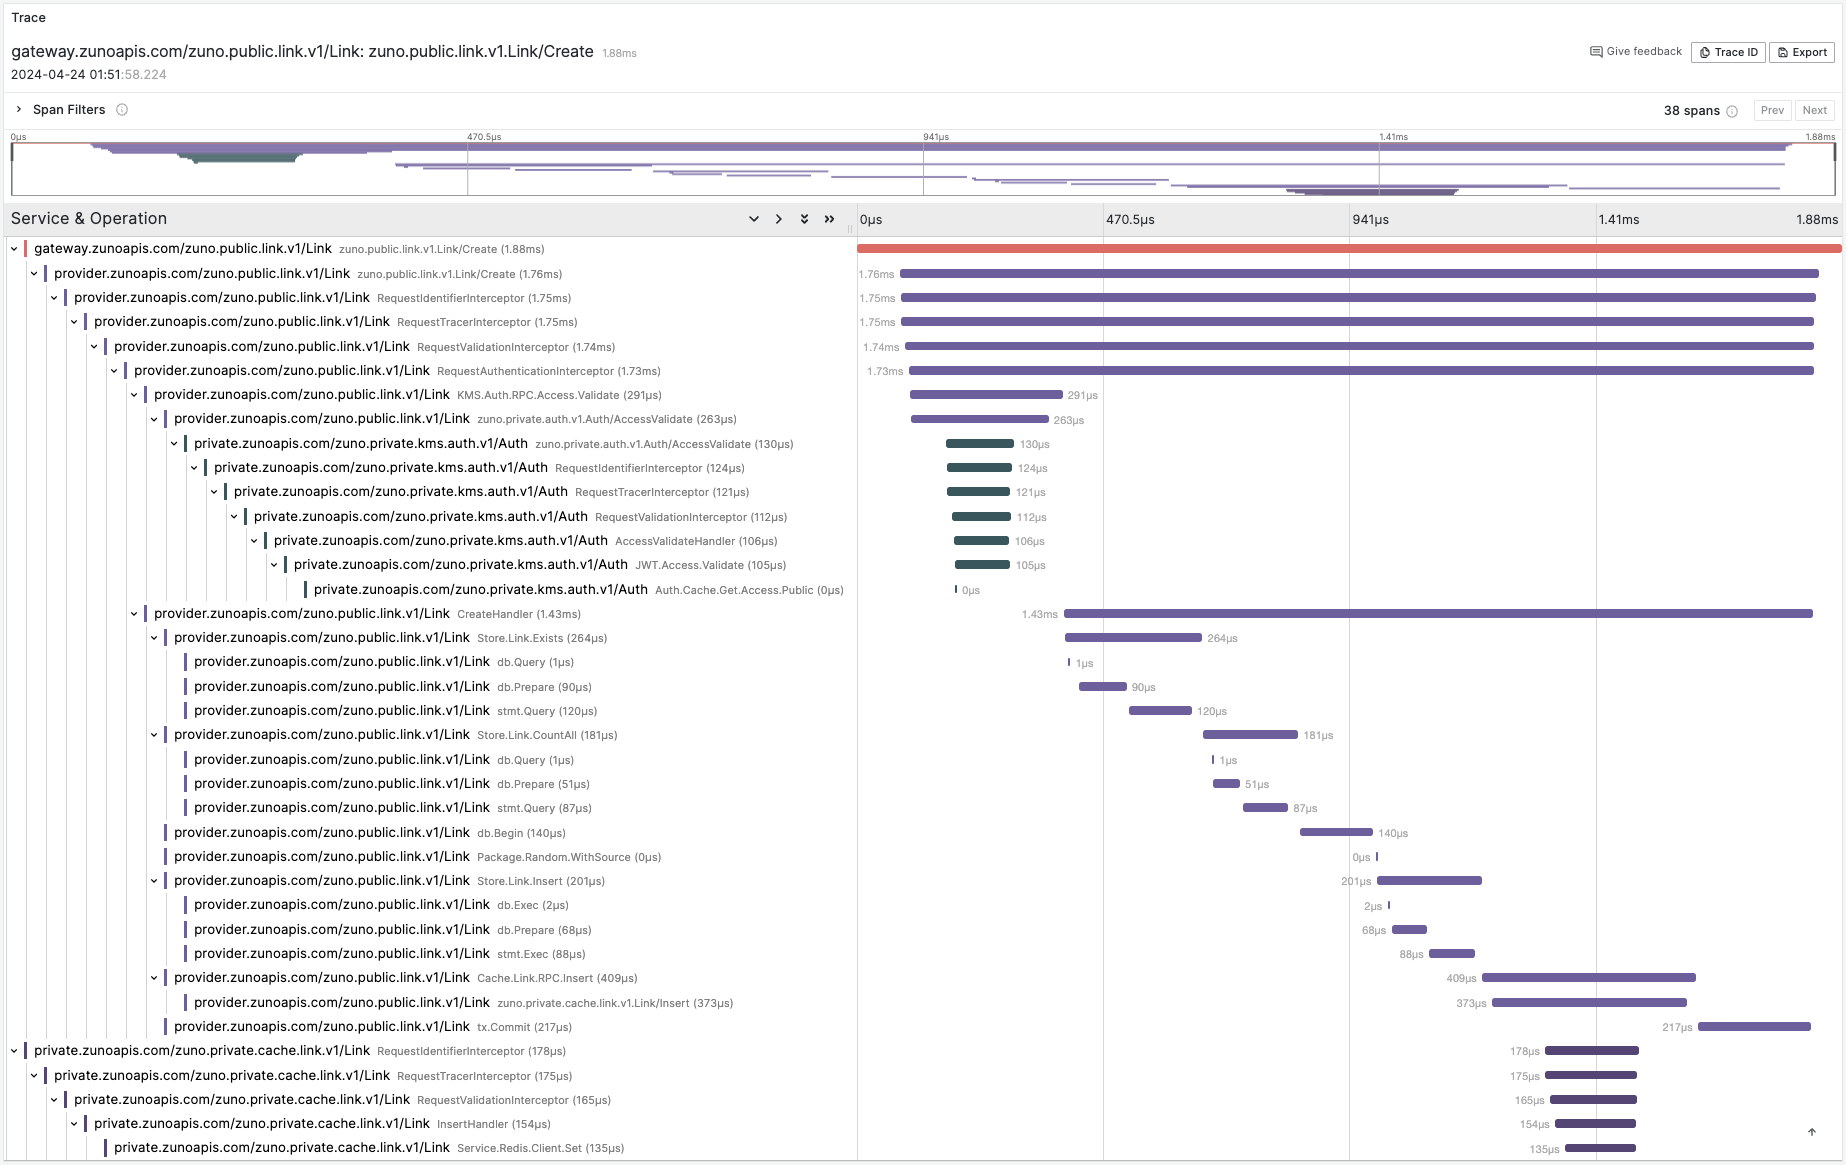 Trace
gateway.zunoapis.com/zuno.public.link.v1/Link: zuno.public.link.v1.Link/Create 1.88ms
Give feedback Trace ID Export
2024-04-24 01:51:58.224
Span Filters
38 spans Prev Next
0µs 470.5µs 941µs 1.41ms 1.88ms
Service & Operation 0µs 470.5µs 941µs 1.41ms 1.88ms
gateway.zunoapis.com/zuno.public.link.v1/Link zuno.public.link.v1.Link/Create (1.88ms)
provider.zunoapis.com/zuno.public.link.v1/Link zuno.public.link.v1.Link/Create (1.76ms) 1.76ms
provider.zunoapis.com/zuno.public.link.v1/Link RequestIdentifierInterceptor (1.75ms) 1.75ms
provider.zunoapis.com/zuno.public.link.v1/Link RequestTracerInterceptor (1.75ms) 1.75ms
provider.zunoapis.com/zuno.public.link.v1/Link RequestValidationInterceptor (1.74ms) 1.74ms
provider.zunoapis.com/zuno.public.link.v1/Link RequestAuthenticationInterceptor (1.73ms) 1.73ms
provider.zunoapis.com/zuno.public.link.v1/Link KMS.Auth.RPC.Access.Validate (291µs) 291µs
provider.zunoapis.com/zuno.public.link.v1/Link zuno.private.auth.v1.Auth/AccessValidate (263µs) 263µs
private.zunoapis.com/zuno.private.kms.auth.v1/Auth zuno.private.auth.v1.Auth/AccessValidate (130µs) 130µs
private.zunoapis.com/zuno.private.kms.auth.v1/Auth RequestIdentifierInterceptor (124µs) 124µs
private.zunoapis.com/zuno.private.kms.auth.v1/Auth RequestTracerInterceptor (121µs) 121µs
private.zunoapis.com/zuno.private.kms.auth.v1/Auth RequestValidationInterceptor (112µs) 112µs
private.zunoapis.com/zuno.private.kms.auth.v1/Auth AccessValidateHandler (106µs) 106µs
private.zunoapis.com/zuno.private.kms.auth.v1/Auth JWT.Access.Validate (105µs) 105µs
private.zunoapis.com/zuno.private.kms.auth.v1/Auth Auth.Cache.Get.Access.Public (0µs) 0µs
provider.zunoapis.com/zuno.public.link.v1/Link CreateHandler (1.43ms) 1.43ms
provider.zunoapis.com/zuno.public.link.v1/Link Store.Link.Exists (264µs) 264µs
provider.zunoapis.com/zuno.public.link.v1/Link db.Query (1µs) 1µs
provider.zunoapis.com/zuno.public.link.v1/Link db.Prepare (90µs) 90µs
provider.zunoapis.com/zuno.public.link.v1/Link stmt.Query (120µs) 120µs
provider.zunoapis.com/zuno.public.link.v1/Link Store.Link.CountAll (181µs) 181µs
provider.zunoapis.com/zuno.public.link.v1/Link db.Query (1µs) 1µs
provider.zunoapis.com/zuno.public.link.v1/Link db.Prepare (51µs) 51µs
provider.zunoapis.com/zuno.public.link.v1/Link stmt.Query (87µs) 87µs
provider.zunoapis.com/zuno.public.link.v1/Link db.Begin (140µs) 140µs
provider.zunoapis.com/zuno.public.link.v1/Link Package.Random.WithSource (0µs) 0µs
provider.zunoapis.com/zuno.public.link.v1/Link Store.Link.Insert (201µs) 201µs
provider.zunoapis.com/zuno.public.link.v1/Link db.Exec (2µs) 2µs
provider.zunoapis.com/zuno.public.link.v1/Link db.Prepare (68µs) 68µs
provider.zunoapis.com/zuno.public.link.v1/Link stmt.Exec (88µs) 88µs
provider.zunoapis.com/zuno.public.link.v1/Link Cache.Link.RPC.Insert (409µs) 409µs
provider.zunoapis.com/zuno.public.link.v1/Link zuno.private.cache.link.v1.Link/Insert (373µs) 373µs
provider.zunoapis.com/zuno.public.link.v1/Link tx.Commit (217µs) 217µs
private.zunoapis.com/zuno.private.cache.link.v1/Link RequestIdentifierInterceptor (178µs) 178µs
private.zunoapis.com/zuno.private.cache.link.v1/Link RequestTracerInterceptor (175µs) 175µs
private.zunoapis.com/zuno.private.cache.link.v1/Link RequestValidationInterceptor (165µs) 165µs
private.zunoapis.com/zuno.private.cache.link.v1/Link InsertHandler (154µs) 154µs
private.zunoapis.com/zuno.private.cache.link.v1/Link Service.Redis.Client.Set (135µs) 135µs